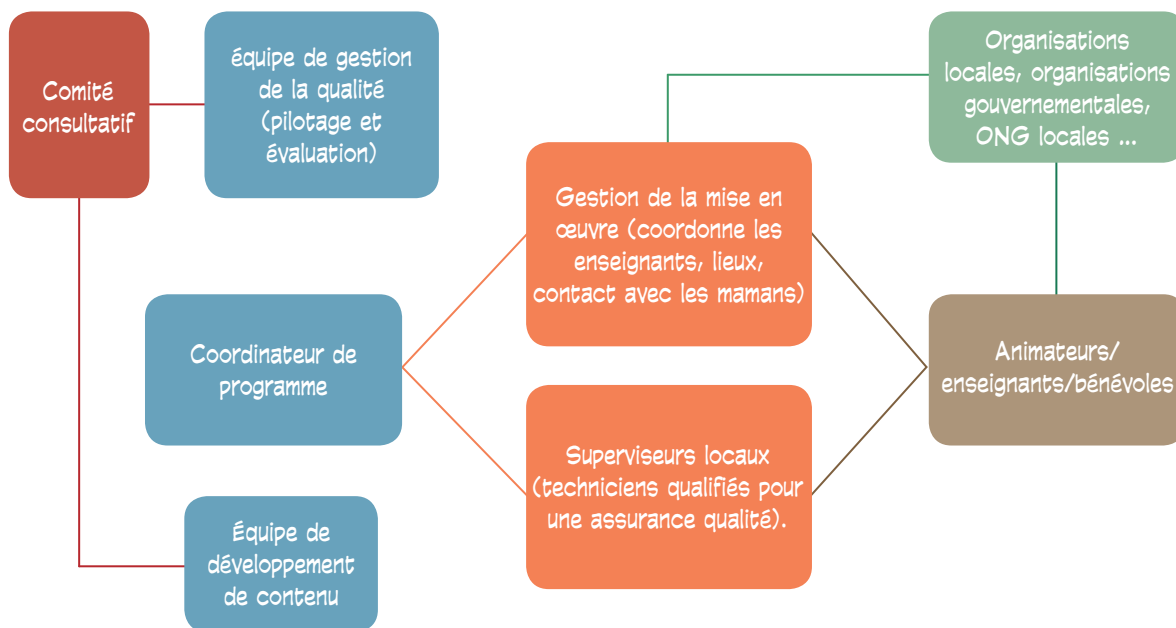 Comité
consultatif
équipe de gestion
de la qualité
(pilotage et
évaluation)
Organisations
locales, organisations
gouvernementales,
ONG locales ...
Gestion de la mise en
œuvre (coordonne les
enseignants, lieux,
contact avec les mamans)
Coordinateur de
programme
Animateurs/
enseignants/bénévoles
Superviseurs locaux
(techniciens qualifiés pour
une assurance qualité).
Équipe de
développement
de contenu